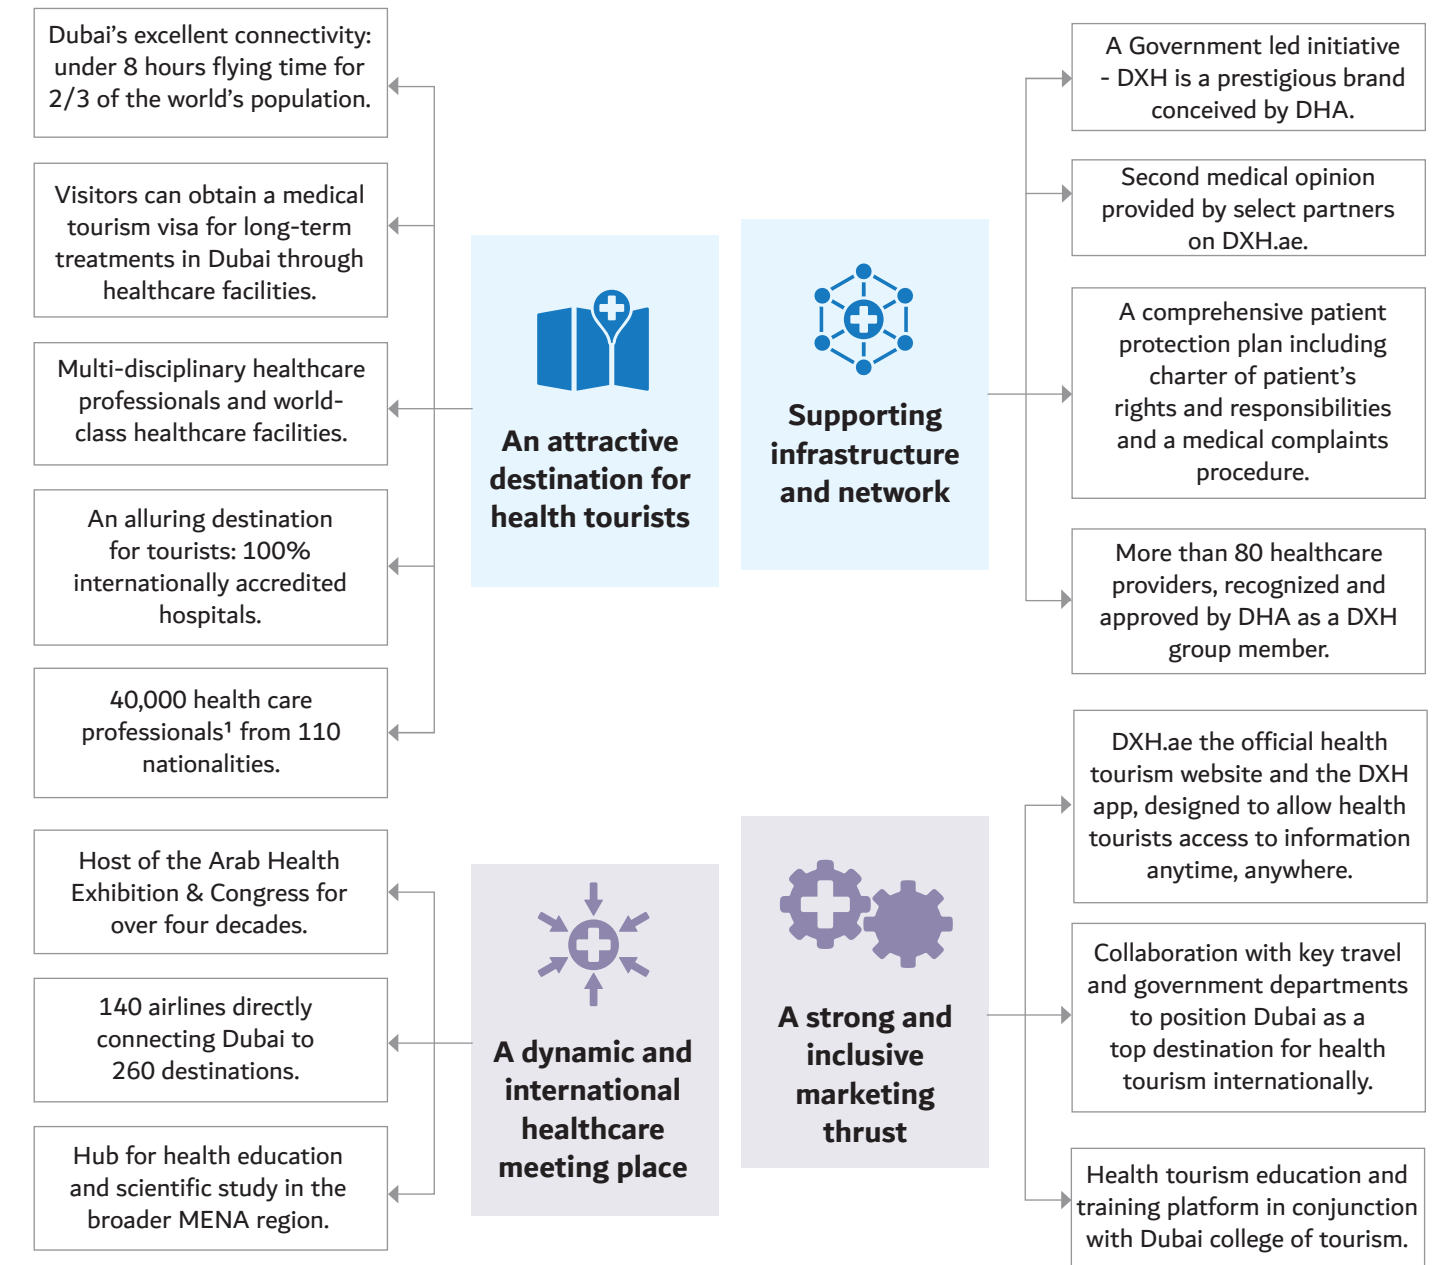 Dubai’s excellent connectivity:
under 8 hours flying time for
2/3 of the world’s population.
Visitors can obtain a medical
tourism visa for long-term
treatments in Dubai through
healthcare facilities.
Multi-disciplinary healthcare
professionals and world-
class healthcare facilities.
An alluring destination
for tourists: 100%
internationally accredited
hospitals.
40,000 health care
professionals¹ from 110
nationalities.
An attractive
destination for
health tourists
Supporting
infrastructure
and network
A Government led initiative
- DXH is a prestigious brand
conceived by DHA.
Second medical opinion
provided by select partners
on DXH.ae.
A comprehensive patient
protection plan including
charter of patient’s
rights and responsibilities
and a medical complaints
procedure.
More than 80 healthcare
providers, recognized and
approved by DHA as a DXH
group member.
Host of the Arab Health
Exhibition & Congress for
over four decades.
140 airlines directly
connecting Dubai to
260 destinations.
Hub for health education
and scientific study in the
broader MENA region.
A dynamic and
international
healthcare
meeting place
A strong and
inclusive
marketing
thrust
DXH.ae the official health
tourism website and the DXH
app, designed to allow health
tourists access to information
anytime, anywhere.
Collaboration with key travel
and government departments
to position Dubai as a
top destination for health
tourism internationally.
Health tourism education and
training platform in conjunction
with Dubai college of tourism.